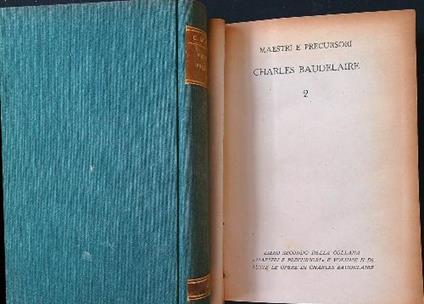 MAESTRI E PRECURSORI
CHARLES BAUDELAIRE
2
LIBRO SECONDO DELLA COLLANA
«MAESTRI E PRECURSORI» E VOLUME II DI
TUTTE LE OPERE DI CHARLES BAUDELAIRE